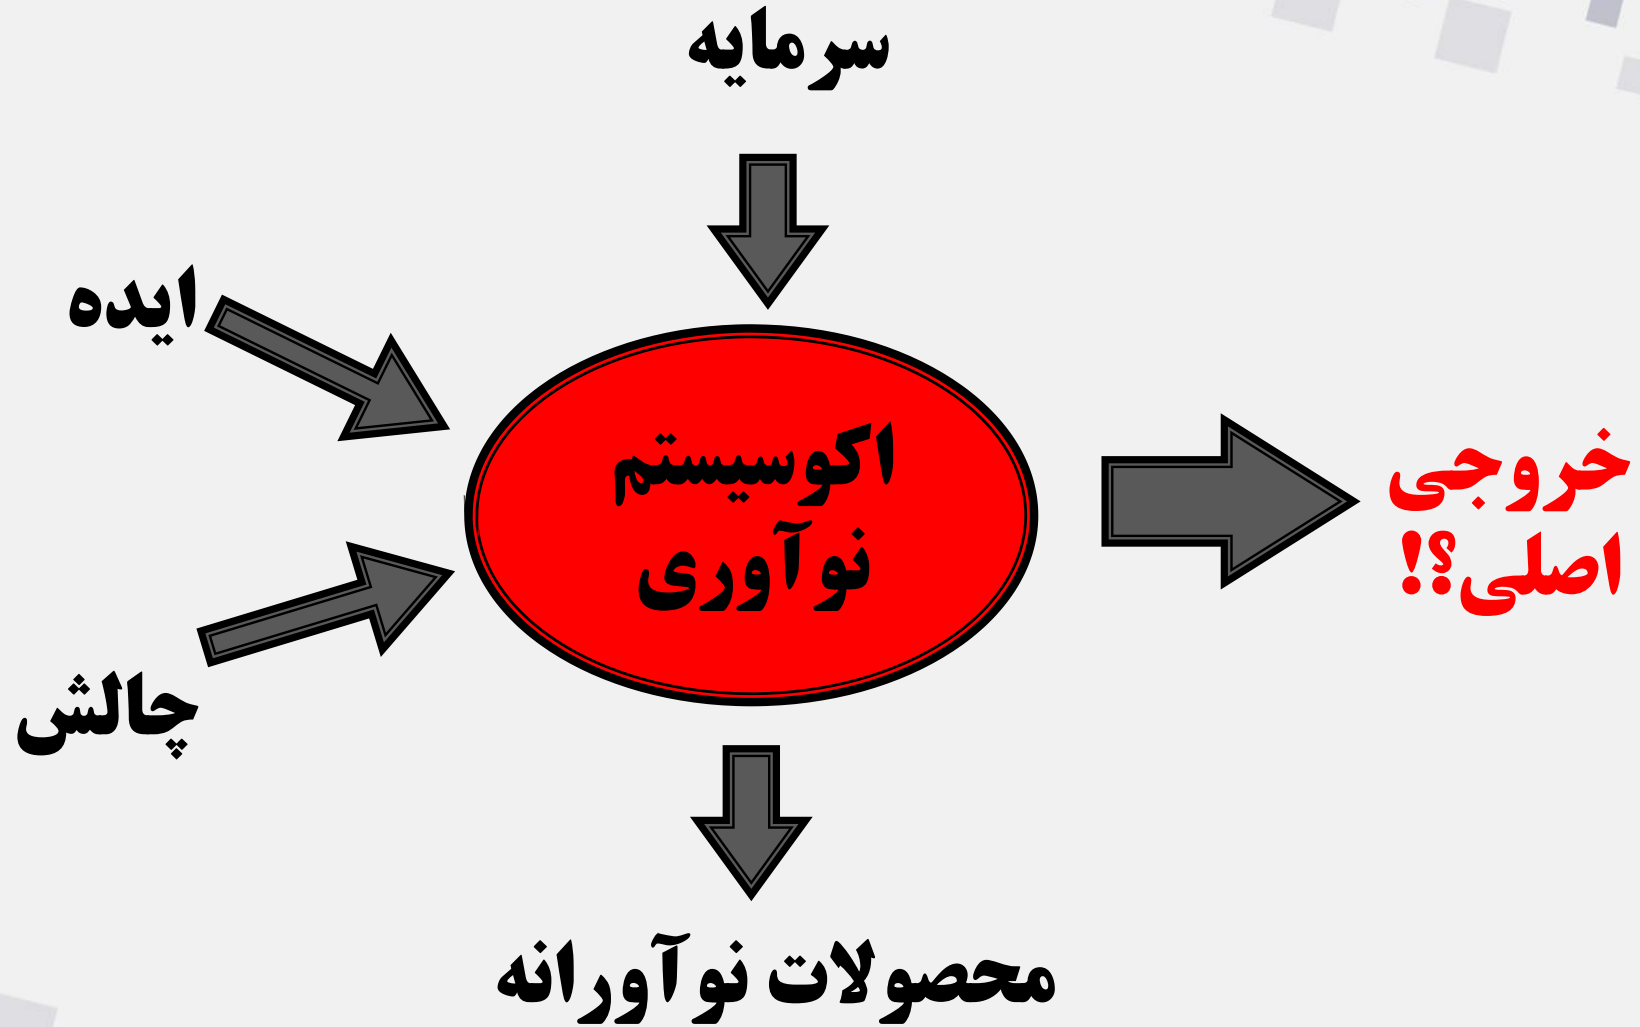 سرمایه
ایده
اکوسیستم
نوآوری
خروجی
اصلی؟!
چالش
محصولات نوآورانه